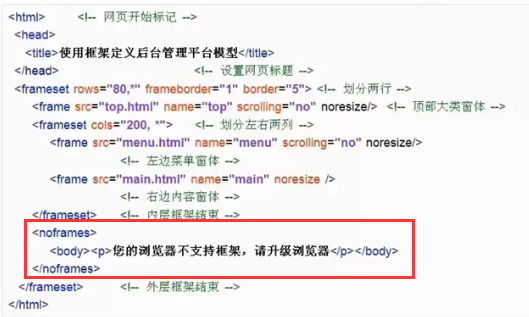 <html>    <!-- 网页开始标记 -->
<head>
<title>使用框架定义后台管理平台模型</title>
</head>    <!-- 设置网页标题 -->
<frameset rows="80,*" frameborder="1" border="5"> <!-- 划分两行 -->
<frame src="top.html" name="top" scrolling="no" noresize/> <!-- 顶部大类窗体 -->
<frameset cols="200, *">    <!-- 划分左右两列 -->
<frame src="menu.html" name="menu" scrolling="no" noresize/>
<!-- 左边菜单窗体 -->
<frame src="main.html" name="main" noresize />
<!-- 右边内容窗体 -->
</frameset>    <!-- 内层框架结束 -->
<noframes>
<body><p>您的浏览器不支持框架，请升级浏览器</p></body>
</noframes>
</frameset>    <!-- 外层框架结束 -->
</html>